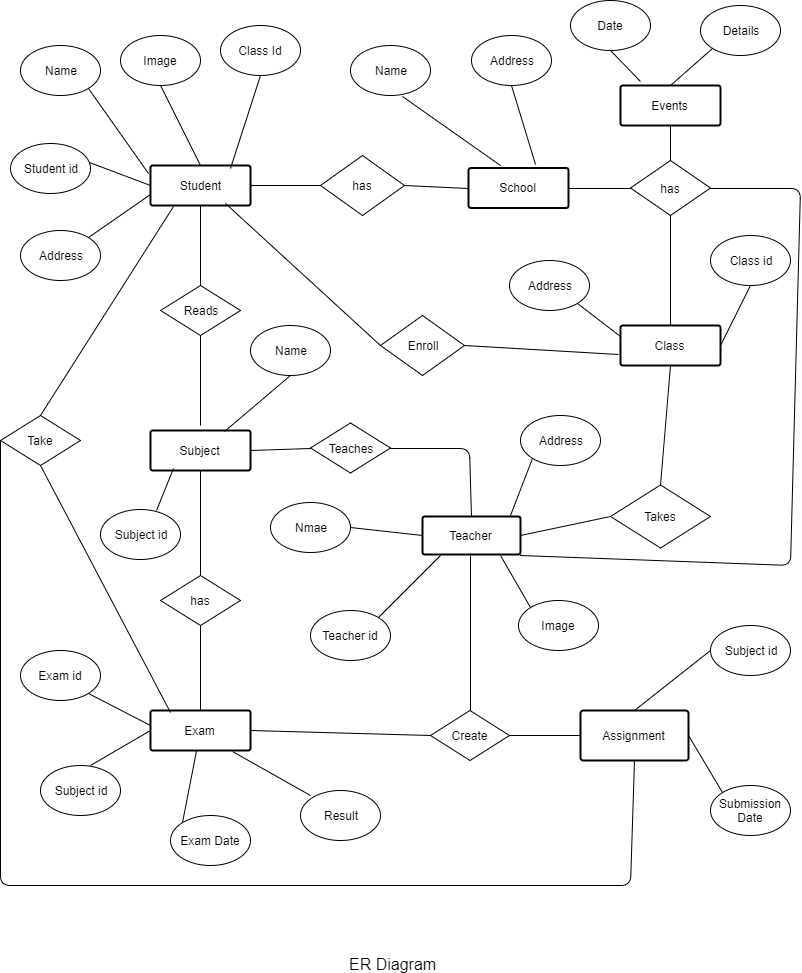 Date
Details
Class Id
Image
Address
Name
Name
Events
Student id
Student
has
School
has
Address
Class id
Address
Reads
Enroll
Class
Name
Take
Subject
Teaches
Address
Takes
Nmae
Teacher
Subject id
has
Teacher id
Image
Subject id
Exam id
Exam
Create
Assignment
Subject id
Result
Submission
Date
Exam Date
ER Diagram